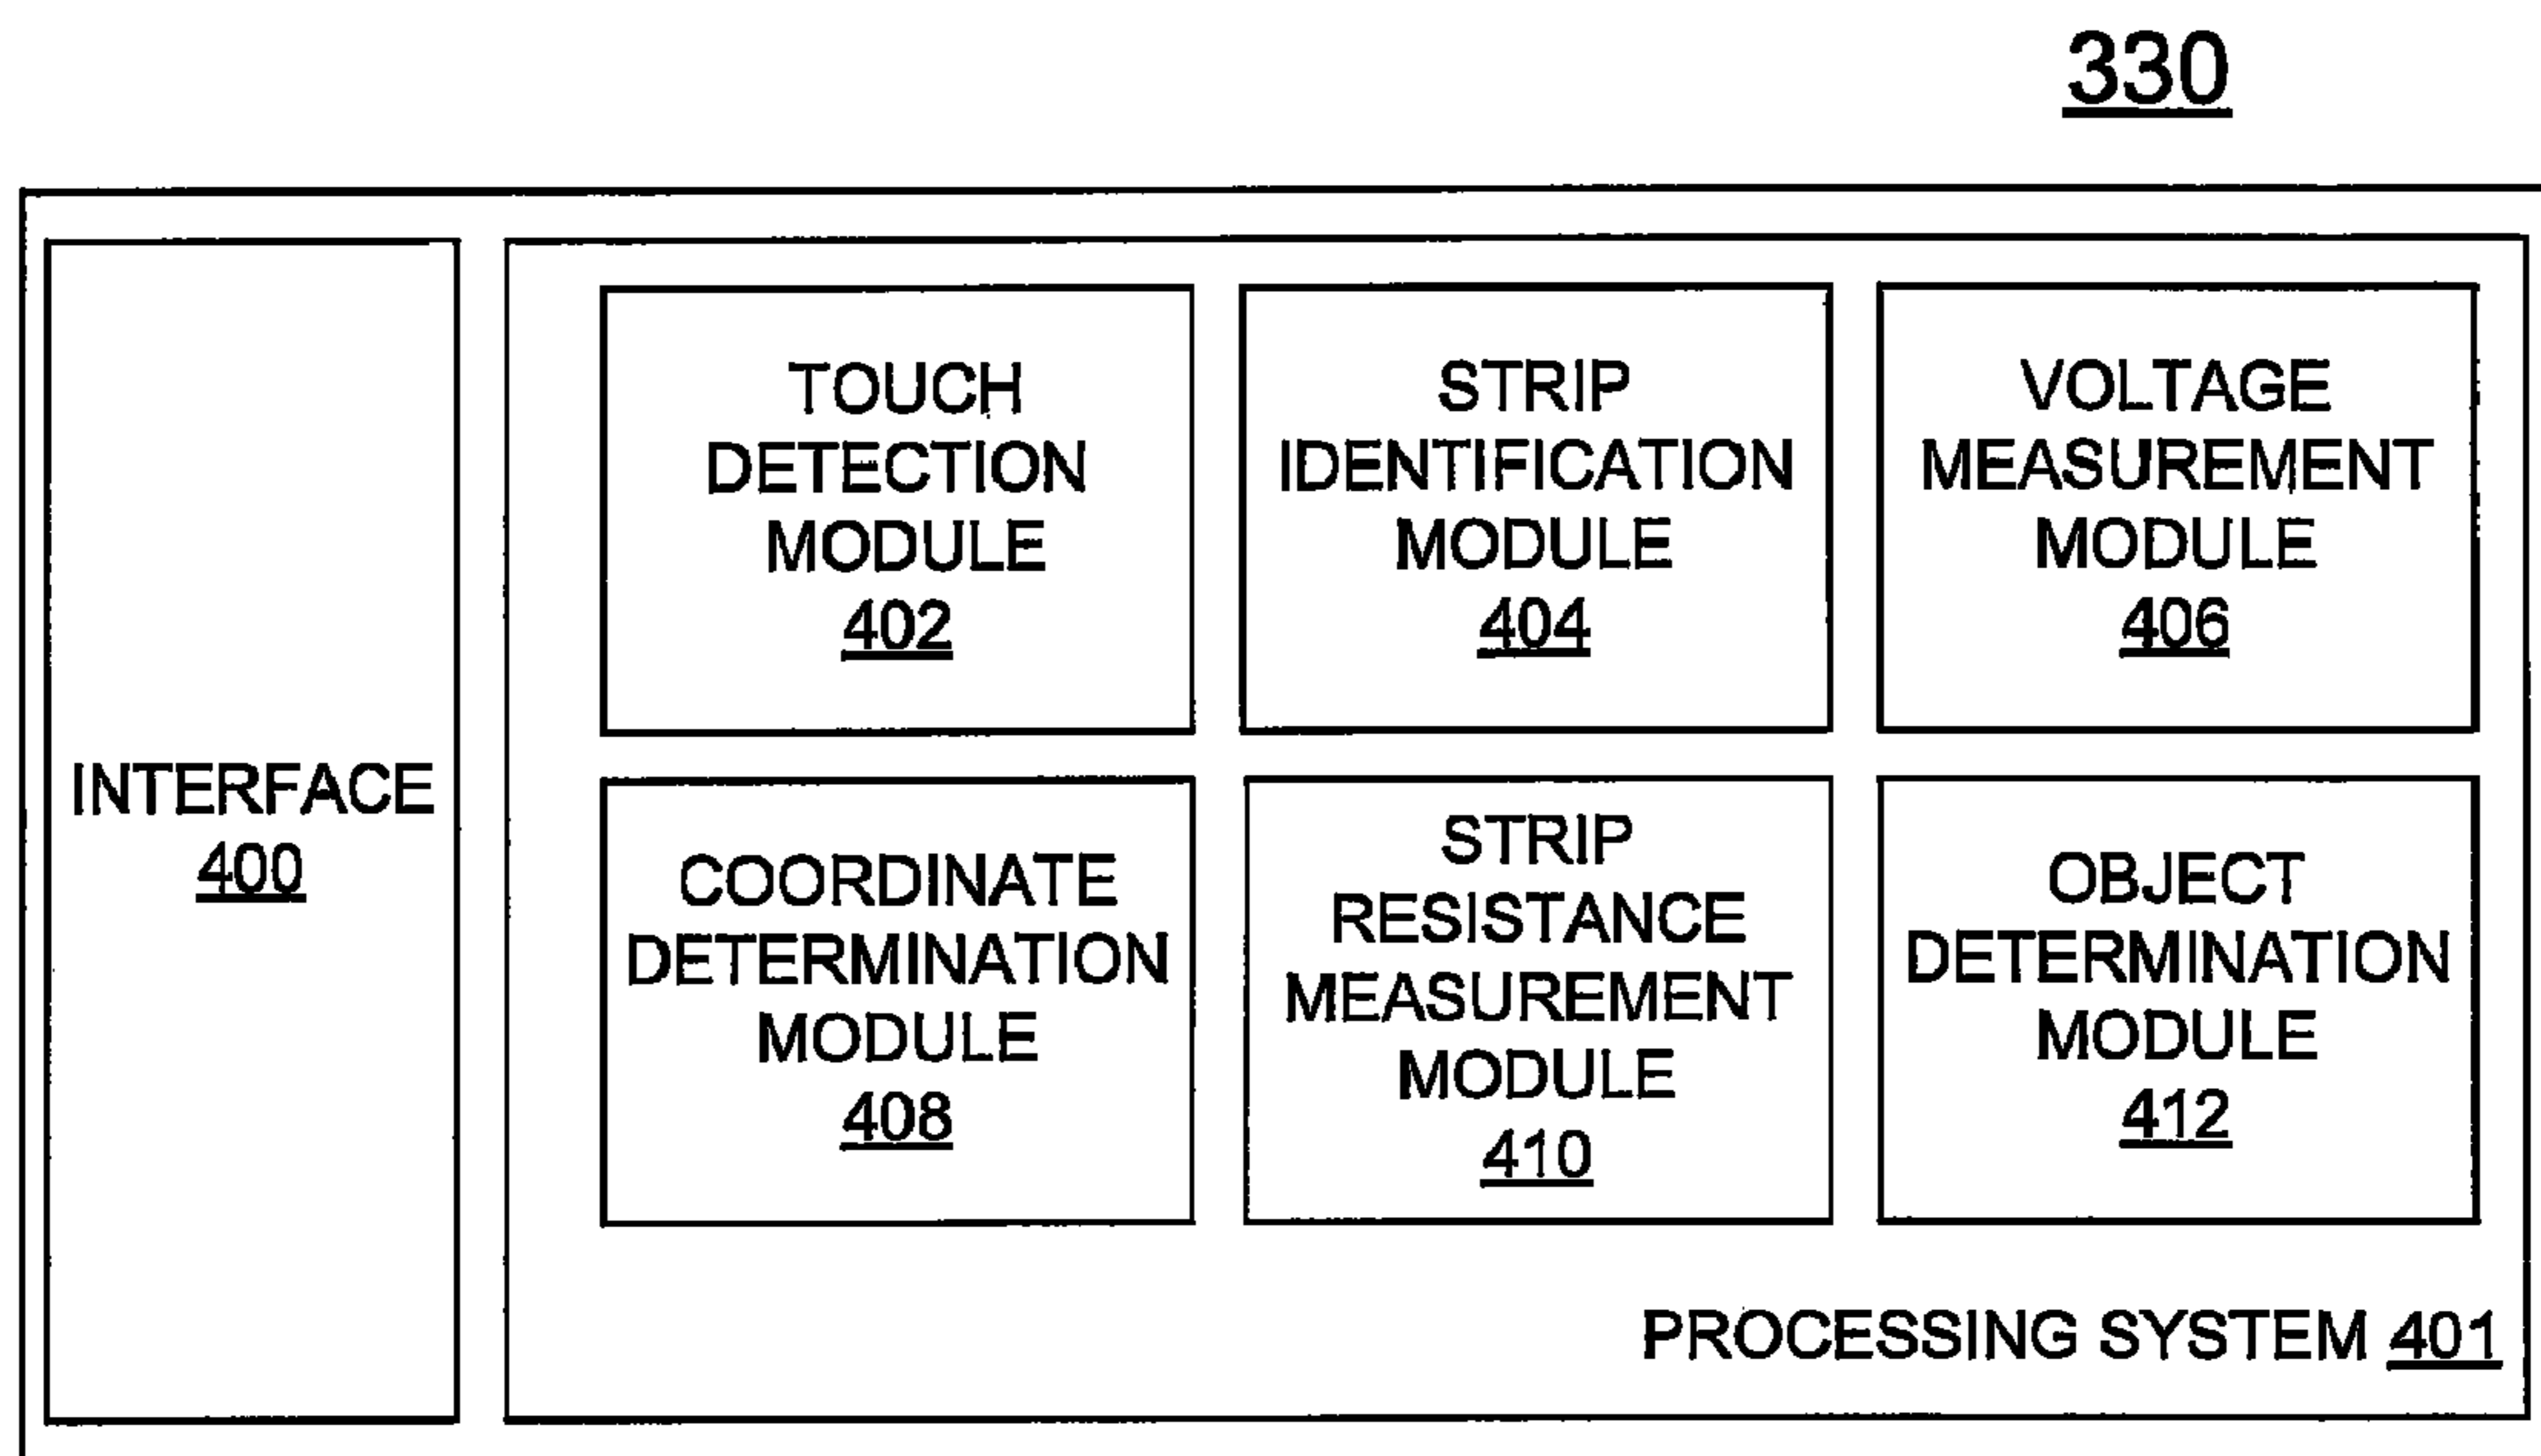 330
INTERFACE
400
TOUCH
DETECTION
MODULE
402
STRIP
IDENTIFICATION
MODULE
404
VOLTAGE
MEASUREMENT
MODULE
406
COORDINATE
DETERMINATION
MODULE
408
STRIP
RESISTANCE
MEASUREMENT
MODULE
410
OBJECT
DETERMINATION
MODULE
412
PROCESSING SYSTEM 401